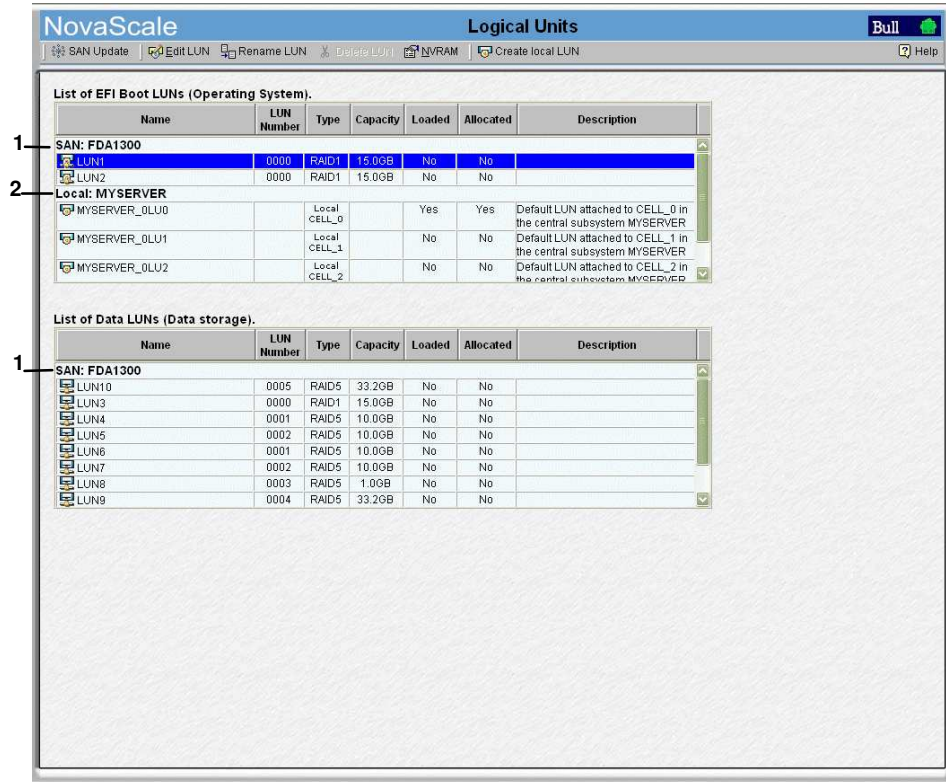 NovaScale Logical Units Bull
SAN Update Edit LUN Rename LUN Delete LUN NVRAM Create local LUN Help
List of EFI Boot LUNs (Operating System).
Name LUN Number Type Capacity Loaded Allocated Description
1 SAN: FDA1300
LUN1 0000 RAID1 15.0GB No No
LUN2 0000 RAID1 15.0GB No No
2 Local: MYSERVER
MYSERVER_0LU0 Local CELL_0 Yes Yes Default LUN attached to CELL_0 in the central subsystem MYSERVER
MYSERVER_0LU1 Local CELL_1 No No Default LUN attached to CELL_1 in the central subsystem MYSERVER
MYSERVER_0LU2 Local CELL_2 No No Default LUN attached to CELL_2 in the central subsystem MYSERVER
List of Data LUNs (Data storage).
Name LUN Number Type Capacity Loaded Allocated Description
1 SAN: FDA1300
LUN10 0005 RAID5 33.2GB No No
LUN3 0000 RAID1 15.0GB No No
LUN4 0001 RAID5 10.0GB No No
LUN5 0002 RAID5 10.0GB No No
LUN6 0001 RAID5 10.0GB No No
LUN7 0002 RAID5 10.0GB No No
LUN8 0003 RAID5 1.0GB No No
LUN9 0004 RAID5 33.2GB No No